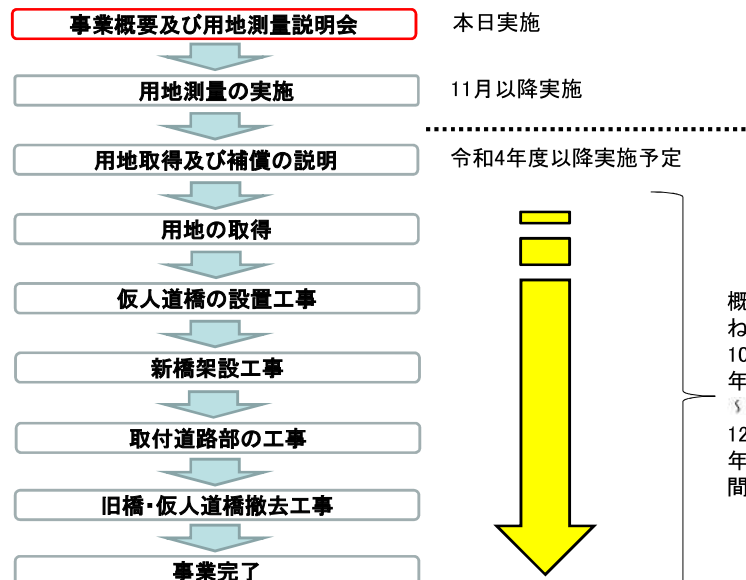 事業概要及び用地測量説明会
本日実施
用地測量の実施
11月以降実施
用地取得及び補償の説明
令和4年度以降実施予定
用地の取得
仮人道橋の設置工事
新橋架設工事
取付道路部の工事
旧橋・仮人道橋撤去工事
事業完了
概
ね
10
年
～
12
年
間